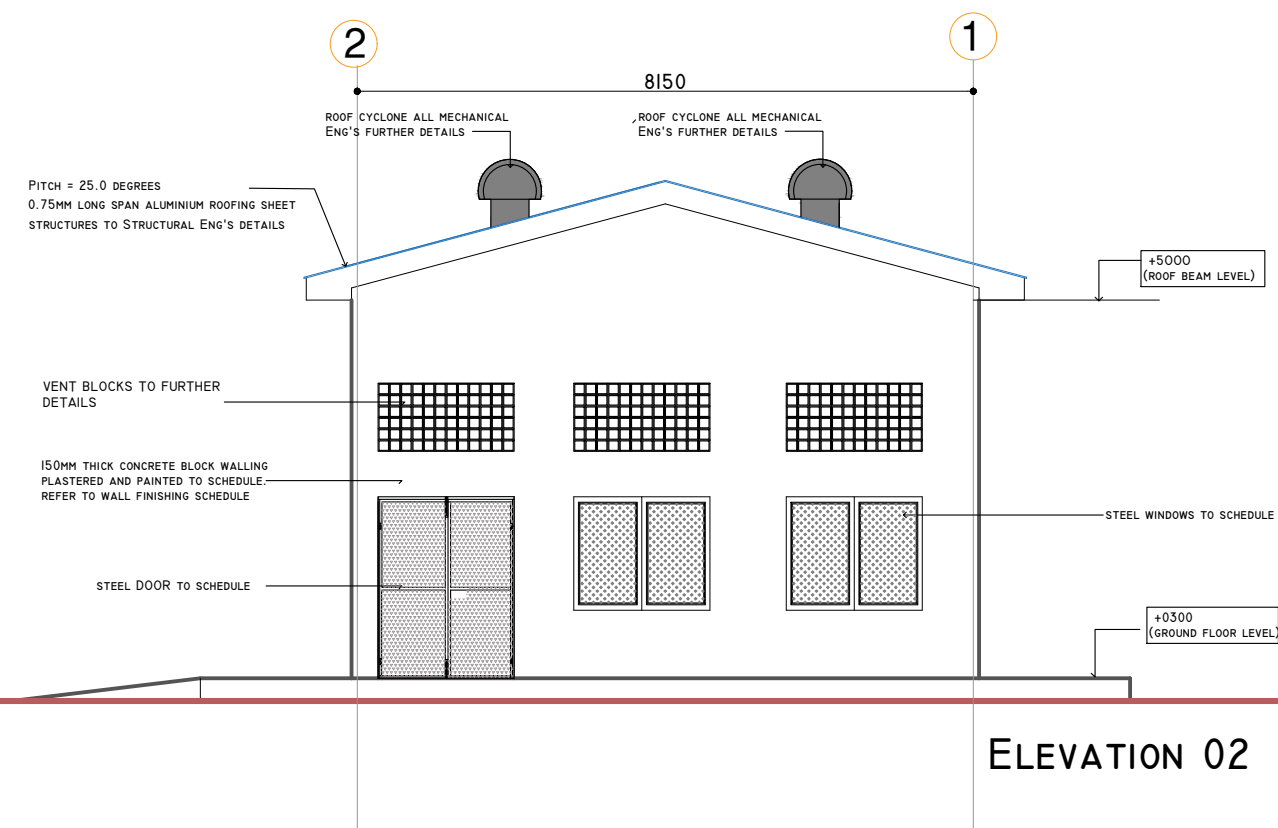 2
1
8150
ROOF CYCLONE ALL MECHANICAL
ENG'S FURTHER DETAILS
ROOF CYCLONE ALL MECHANICAL
ENG'S FURTHER DETAILS
PITCH = 25.0 DEGREES
0.75MM LONG SPAN ALUMINIUM ROOFING SHEET
STRUCTURES TO STRUCTURAL ENG'S DETAILS
+5000
(ROOF BEAM LEVEL)
VENT BLOCKS TO FURTHER
DETAILS
150MM THICK CONCRETE BLOCK WALLING
PLASTERED AND PAINTED TO SCHEDULE.
REFER TO WALL FINISHING SCHEDULE
STEEL WINDOWS TO SCHEDULE
STEEL DOOR TO SCHEDULE
+0300
(GROUND FLOOR LEVEL)
ELEVATION 02